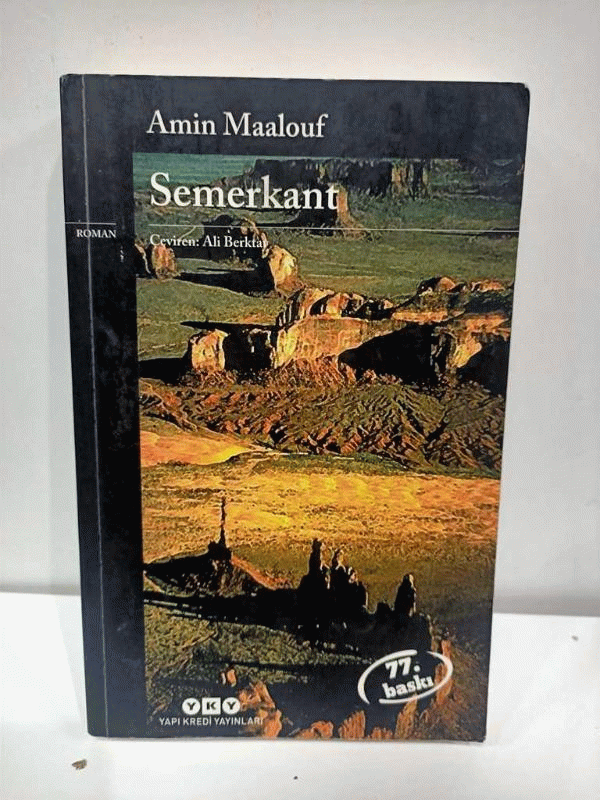 Amin Maalouf
Semerkant
ROMAN
Çeviren: Ali Berktay
77.
baskı
YKY
YAPI KREDİ YAYINLARI